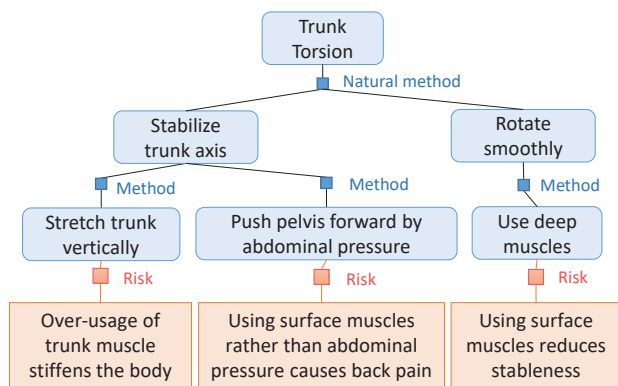 Trunk
Torsion
Natural method
Stabilize
trunk axis
Rotate
smoothly
Method
Method
Method
Stretch trunk
vertically
Push pelvis forward by
abdominal pressure
Use deep
muscles
Risk
Risk
Risk
Over-usage of
trunk muscle
stiffens the body
Using surface muscles
rather than abdominal
pressure causes back pain
Using surface
muscles reduces
stableness